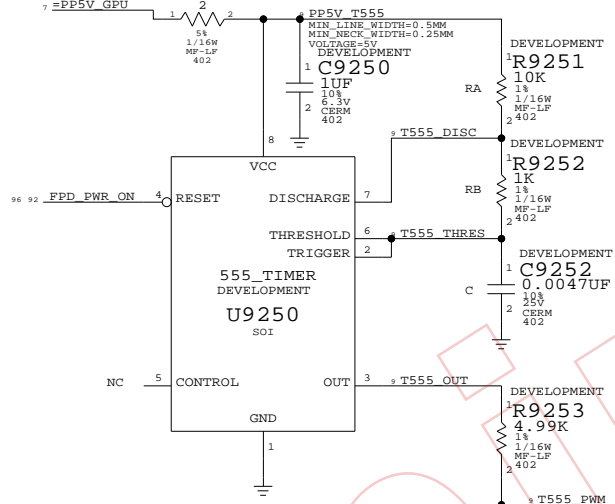 7 =PP5V_GPU
2
1 2
5%
1/16W
MF-LF
402
PP5V_T555
MIN_LINE_WIDTH=0.5MM
MIN_NECK_WIDTH=0.25MM
VOLTAGE=5V
DEVELOPMENT
1 C9250
1UF
10%
2 6.3V
CERM
402
DEVELOPMENT
1 R9251
10K
RA 1%
1/16W
MF-LF
2 402
9 T555_DISC
DEVELOPMENT
1 R9252
1K
RB 1%
1/16W
MF-LF
2 402
8
VCC
96 92 FPD_PWR_ON 4 RESET
DISCHARGE 7
THRESHOLD 6 T555_THRES
TRIGGER 2
555_TIMER
DEVELOPMENT
U9250
SOI
DEVELOPMENT
1 C9252
C 0.0047UF
10%
2 25V
CERM
402
NC 5 CONTROL
OUT 3 9 T555_OUT
GND
1
DEVELOPMENT
1 R9253
4.99K
1%
1/16W
MF-LF
2 402
9 T555_PWM